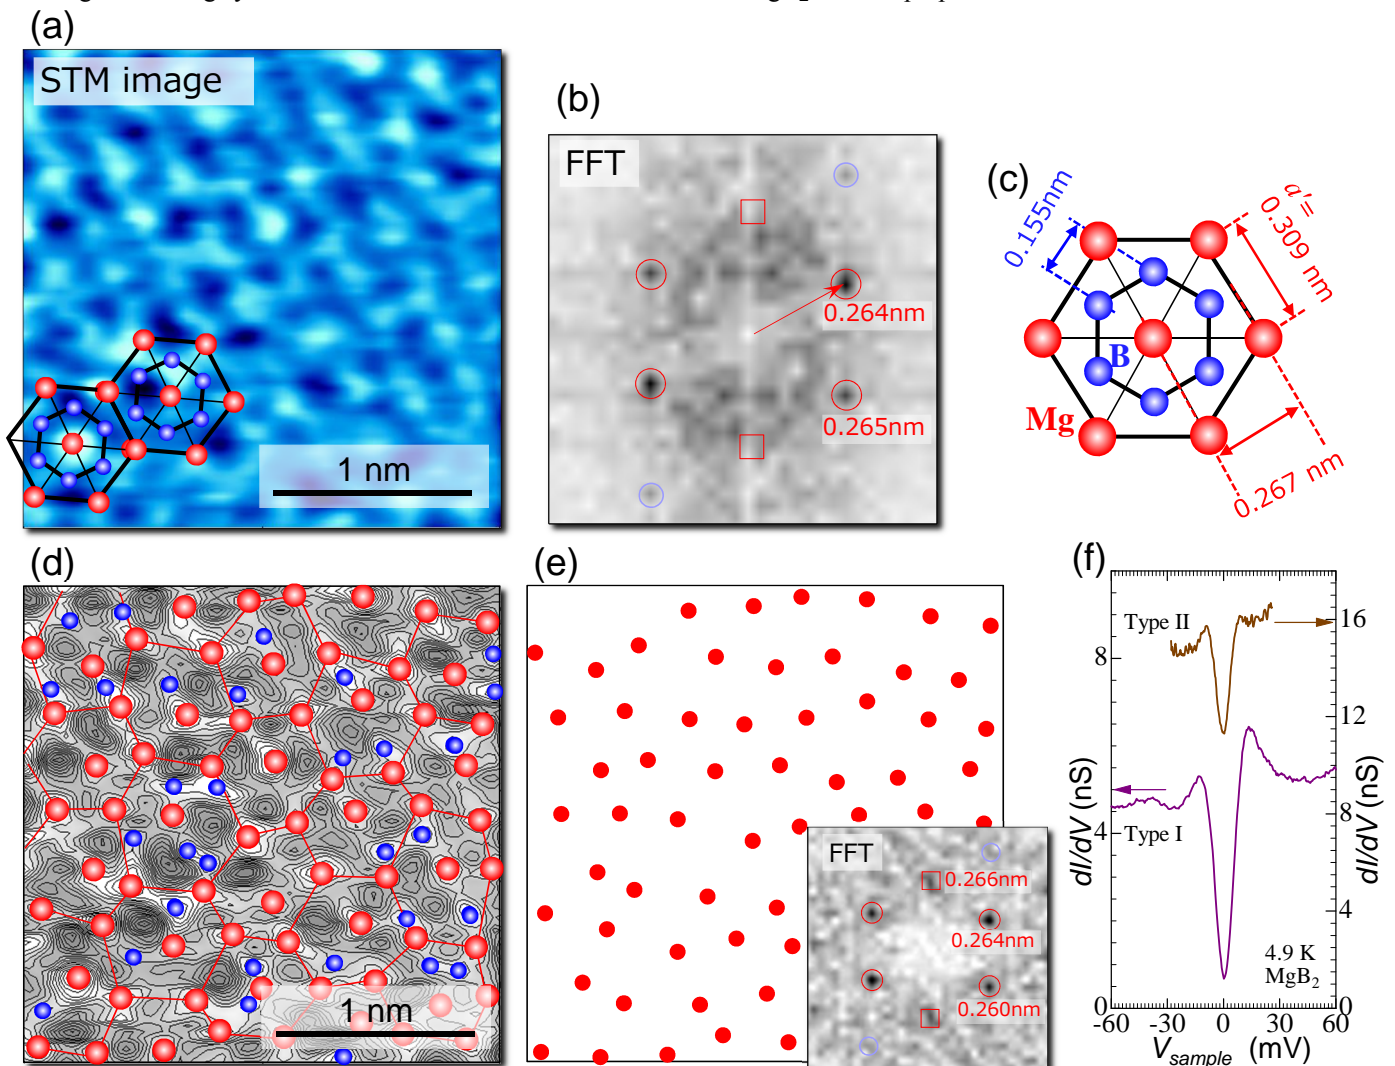 (a)
STM image
1 nm
(b)
FFT
0.264nm
0.265nm
(c)
0.155nm
a'=
0.309 nm
B
Mg
0.267 nm
(d)
1 nm
(e)
FFT
0.266nm
0.264nm
0.260nm
(f)
Type II
Type I
4.9 K
MgB2
8
4
0
16
12
8
4
0
-60 -30 0 30 60
dI/dV (nS)
dI/dV (nS)
Vsample (mV)